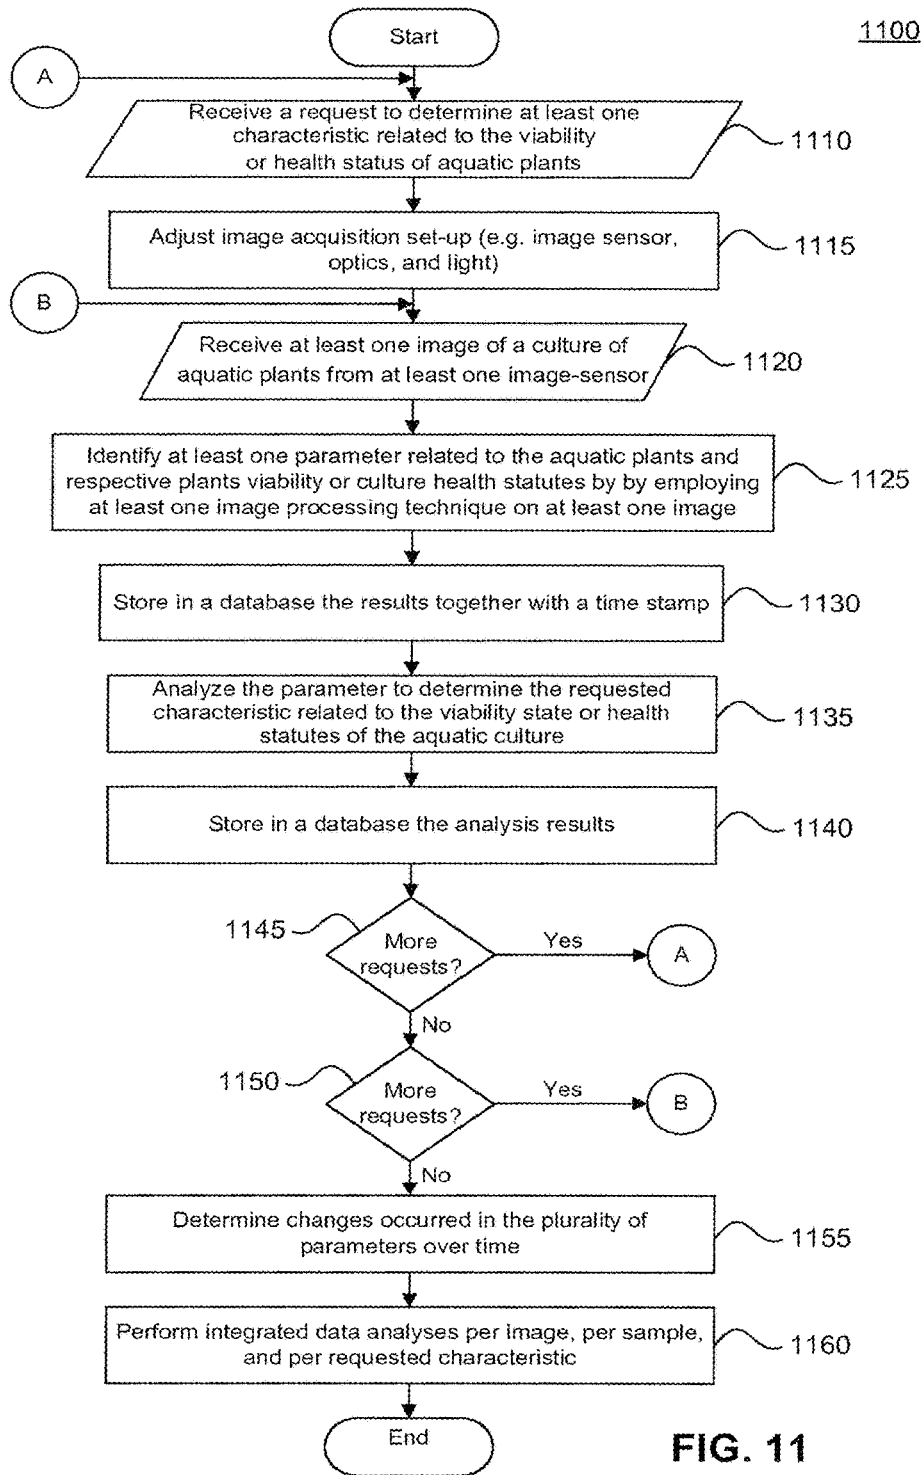 Start
1100
A
Receive a request to determine at least one
characteristic related to the viability
or health status of aquatic plants
1110
Adjust image acquisition set-up (e.g. image sensor,
optics, and light)
1115
B
Receive at least one image of a culture of
aquatic plants from at least one image-sensor
1120
Identify at least one parameter related to the aquatic plants and
respective plants viability or culture health statutes by by employing
at least one image processing technique on at least one image
1125
Store in a database the results together with a time stamp
1130
Analyze the parameter to determine the requested
characteristic related to the viability state or health
statutes of the aquatic culture
1135
Store in a database the analysis results
1140
1145
More
requests?
Yes
A
No
1150
More
requests?
Yes
B
No
Determine changes occurred in the plurality of
parameters over time
1155
Perform integrated data analyses per image, per sample,
and per requested characteristic
1160
End
FIG. 11